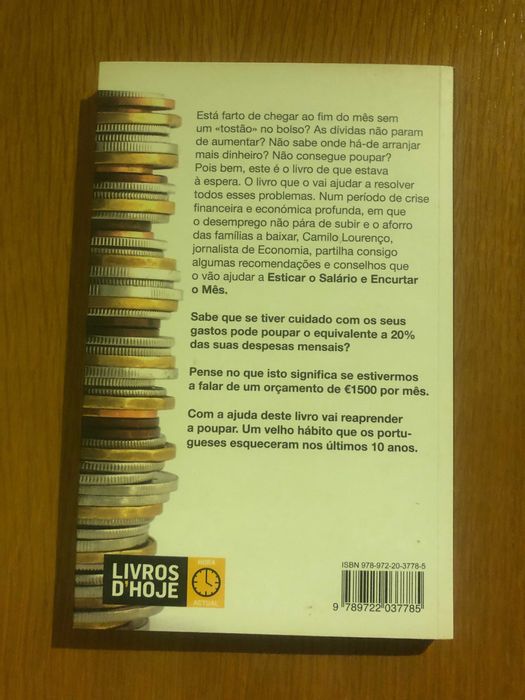 Está farto de chegar ao fim do mês sem
um «tostão» no bolso? As dívidas não param
de aumentar? Não sabe onde há-de arranjar
mais dinheiro? Não consegue poupar?
Pois bem, este é o livro de que estava
à espera. O livro que o vai ajudar a resolver
todos esses problemas. Num período de crise
financeira e económica profunda, em que
o desemprego não pára de subir e o aforro
das famílias a baixar, Camilo Lourenço,
jornalista de Economia, partilha consigo
algumas recomendações e conselhos que
o vão ajudar a Esticar o Salário e Encurtar
o Mês.
Sabe que se tiver cuidado com os seus
gastos pode poupar o equivalente a 20%
das suas despesas mensais?
Pense no que isto significa se estivermos
a falar de um orçamento de €1500 por mês.
Com a ajuda deste livro vai reaprender
a poupar. Um velho hábito que os portu-
gueses esqueceram nos últimos 10 anos.
LIVROS
D'HOJE
HORA
ACTUAL
ISBN 978-972-20-3778-5
9 789722 037785